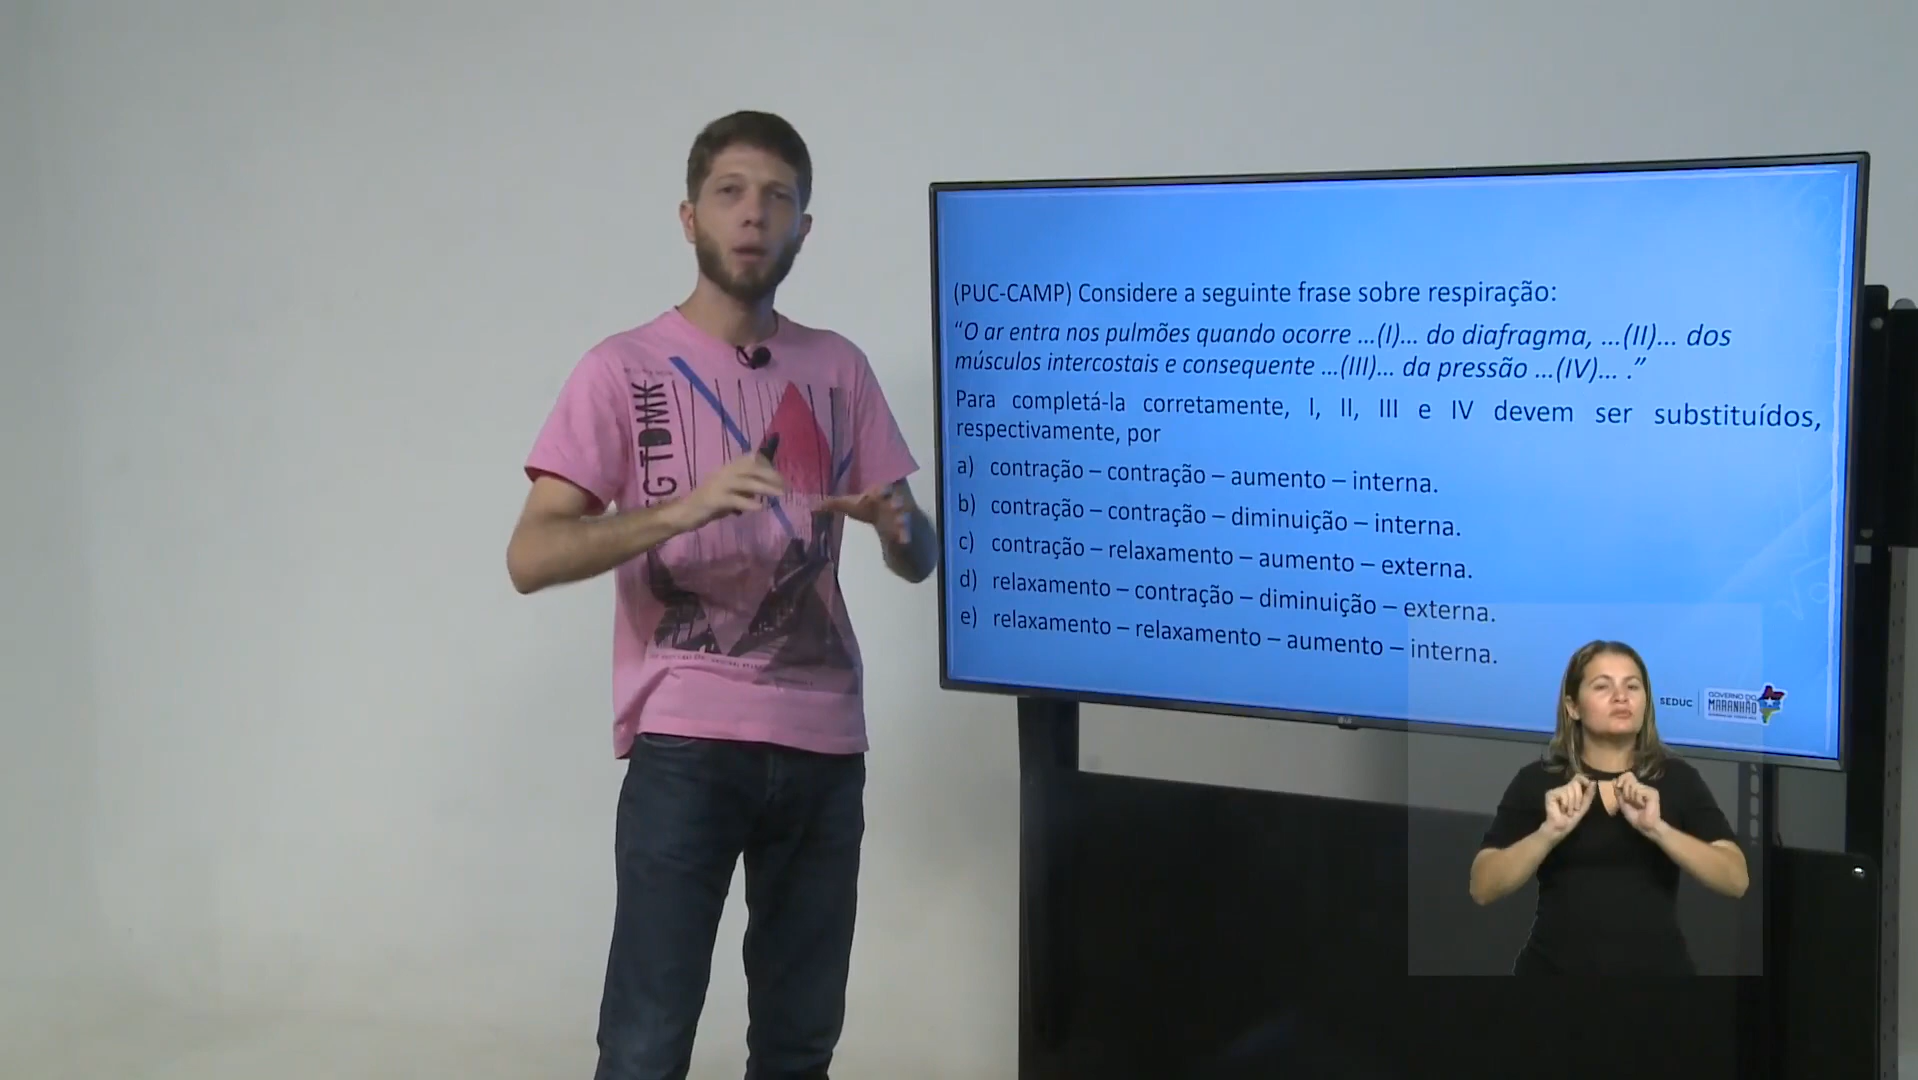 (PUC-CAMP) Considere a seguinte frase sobre respiração:
“O ar entra nos pulmões quando ocorre ...(I)... do diafragma, ...(II)... dos
músculos intercostais e consequente ...(III)... da pressão ...(IV)... .”
Para completá-la corretamente, I, II, III e IV devem ser substituídos,
respectivamente, por
a) contração – contração – aumento – interna.
b) contração – contração – diminuição – interna.
c) contração – relaxamento – aumento – externa.
d) relaxamento – contração – diminuição – externa.
e) relaxamento – relaxamento – aumento – interna.
SEDUC
GOVERNO DO
MARANHÃO
LG
TDMK